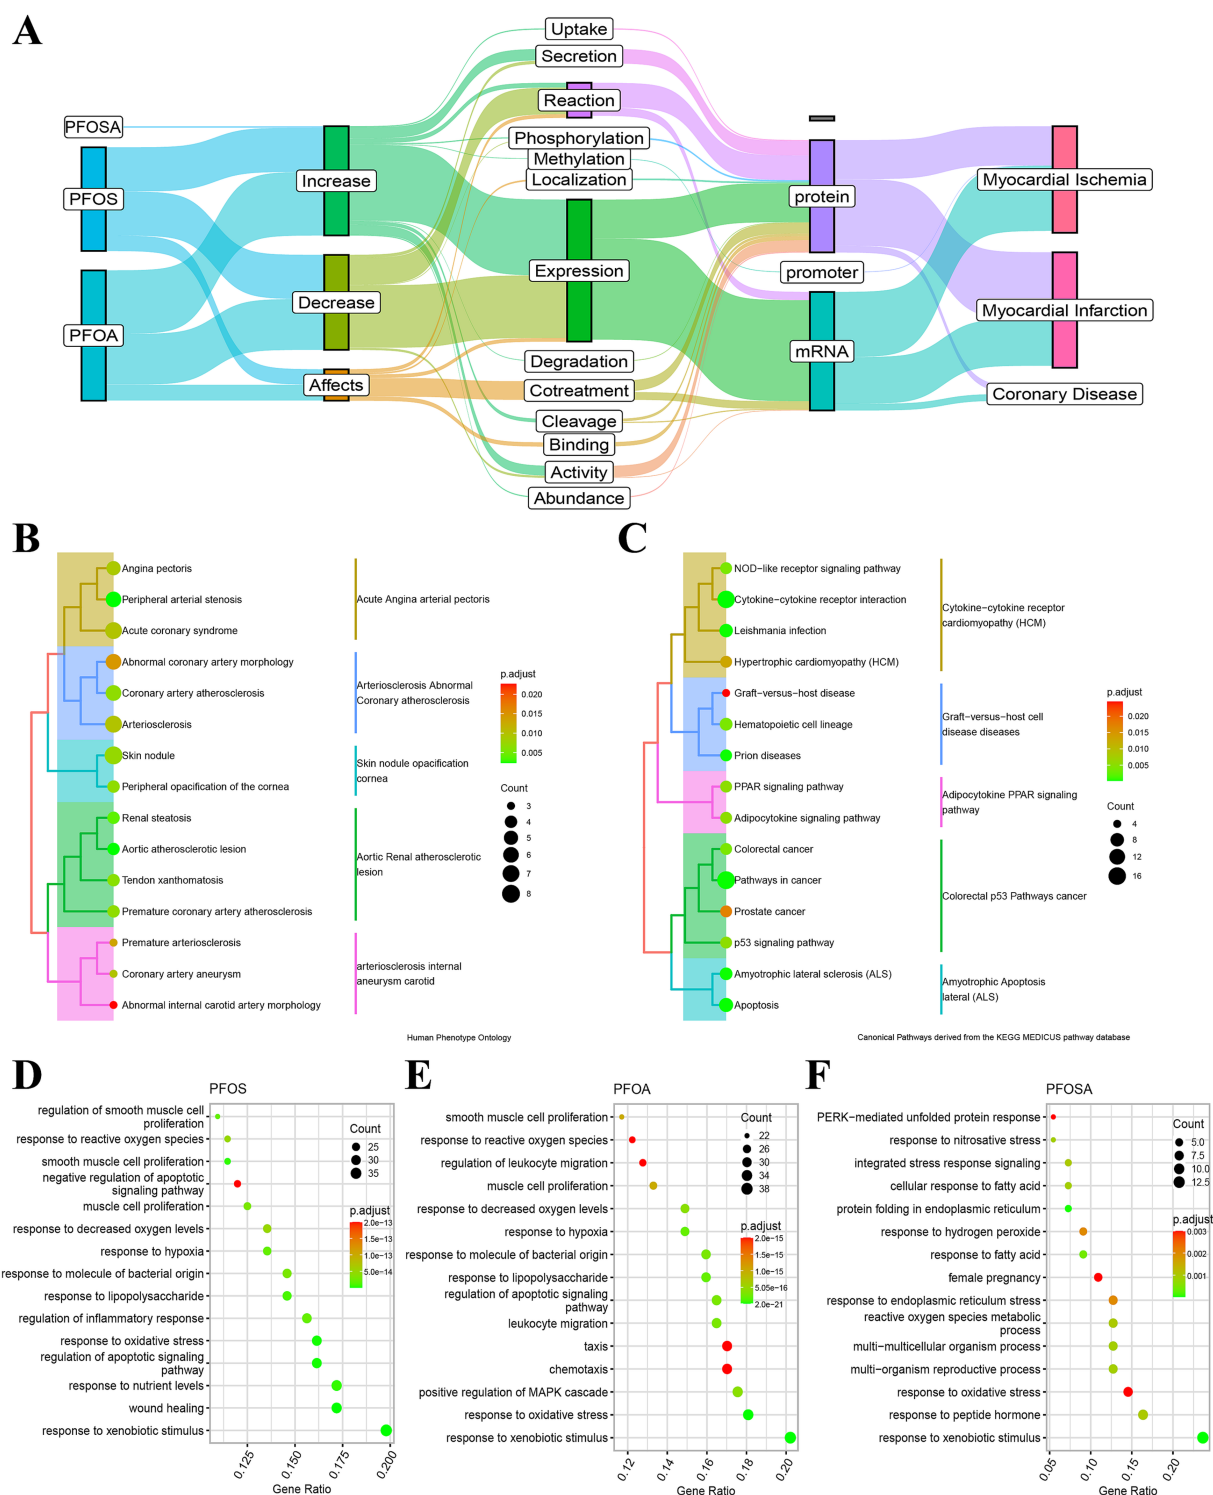 A
Uptake
Secretion
Reaction
PFOSA
Phosphorylation
Methylation
Localization
Increase
Myocardial Ischemia
PFOS
protein
Expression
promoter
Decrease
Myocardial Infarction
PFOA
mRNA
Degradation
Affects
Cotreatment
Coronary Disease
Cleavage
Binding
Activity
Abundance
B
Angina pectoris
Peripheral arterial stenosis
Acute coronary syndrome
Abnormal coronary artery morphology
Coronary artery atherosclerosis
Arteriosclerosis
Skin nodule
Peripheral opacification of the cornea
Renal steatosis
Aortic atherosclerotic lesion
Tendon xanthomatosis
Premature coronary artery atherosclerosis
Premature arteriosclerosis
Coronary artery aneurysm
Abnormal internal carotid artery morphology
Acute Angina arterial pectoris
Arteriosclerosis Abnormal
Coronary atherosclerosis
Skin nodule opacification
cornea
Aortic Renal atherosclerotic
lesion
arteriosclerosis internal
aneurysm carotid
p.adjust
0.020
0.015
0.010
0.005
Count
3
4
5
6
7
8
Human Phenotype Ontology
C
NOD−like receptor signaling pathway
Cytokine−cytokine receptor interaction
Leishmania infection
Hypertrophic cardiomyopathy (HCM)
Graft−versus−host disease
Hematopoietic cell lineage
Prion diseases
PPAR signaling pathway
Adipocytokine signaling pathway
Colorectal cancer
Pathways in cancer
Prostate cancer
p53 signaling pathway
Amyotrophic lateral sclerosis (ALS)
Apoptosis
Cytokine−cytokine receptor
cardiomyopathy (HCM)
Graft−versus−host cell
disease diseases
Adipocytokine PPAR signaling
pathway
Colorectal p53 Pathways cancer
Amyotrophic Apoptosis
lateral (ALS)
p.adjust
0.020
0.015
0.010
0.005
Count
4
8
12
16
Canonical Pathways derived from the KEGG MEDICUS pathway database
D
PFOS
regulation of smooth muscle cell
proliferation
response to reactive oxygen species
smooth muscle cell proliferation
negative regulation of apoptotic
signaling pathway
muscle cell proliferation
response to decreased oxygen levels
response to hypoxia
response to molecule of bacterial origin
response to lipopolysaccharide
regulation of inflammatory response
response to oxidative stress
regulation of apoptotic signaling
pathway
response to nutrient levels
wound healing
response to xenobiotic stimulus
Count
25
30
35
p.adjust
2.0e−13
1.5e−13
1.0e−13
5.0e−14
0.125
0.150
0.175
0.200
Gene Ratio
E
PFOA
smooth muscle cell proliferation
response to reactive oxygen species
regulation of leukocyte migration
muscle cell proliferation
response to decreased oxygen levels
response to hypoxia
response to molecule of bacterial origin
response to lipopolysaccharide
regulation of apoptotic signaling
pathway
leukocyte migration
taxis
chemotaxis
positive regulation of MAPK cascade
response to oxidative stress
response to xenobiotic stimulus
Count
22
26
30
34
38
p.adjust
2.0e−15
1.5e−15
1.0e−15
5.05e−16
2.0e−21
0.12
0.14
0.16
0.18
0.20
Gene Ratio
F
PFOSA
PERK−mediated unfolded protein response
response to nitrosative stress
integrated stress response signaling
cellular response to fatty acid
protein folding in endoplasmic reticulum
response to hydrogen peroxide
response to fatty acid
female pregnancy
response to endoplasmic reticulum stress
reactive oxygen species metabolic
process
multi−multicellular organism process
multi−organism reproductive process
response to oxidative stress
response to peptide hormone
response to xenobiotic stimulus
Count
5.0
7.5
10.0
12.5
p.adjust
0.003
0.002
0.001
0.05
0.10
0.15
0.20
Gene Ratio